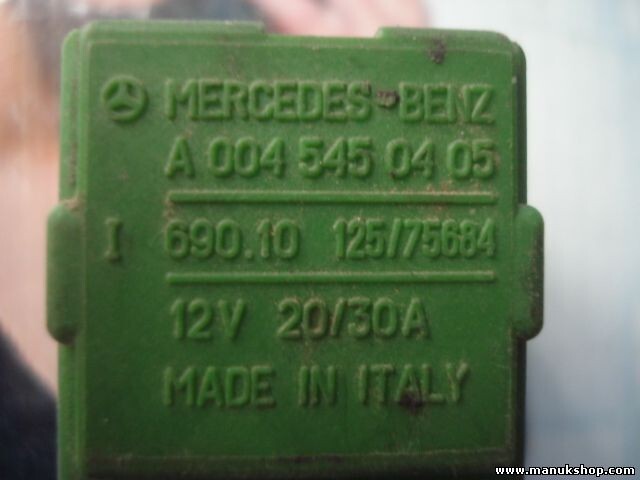 MERCEDES-BENZ
A 004 545 04 05
I 690.10 125/75684
12V 20/30A
MADE IN ITALY
www.manukshop.com